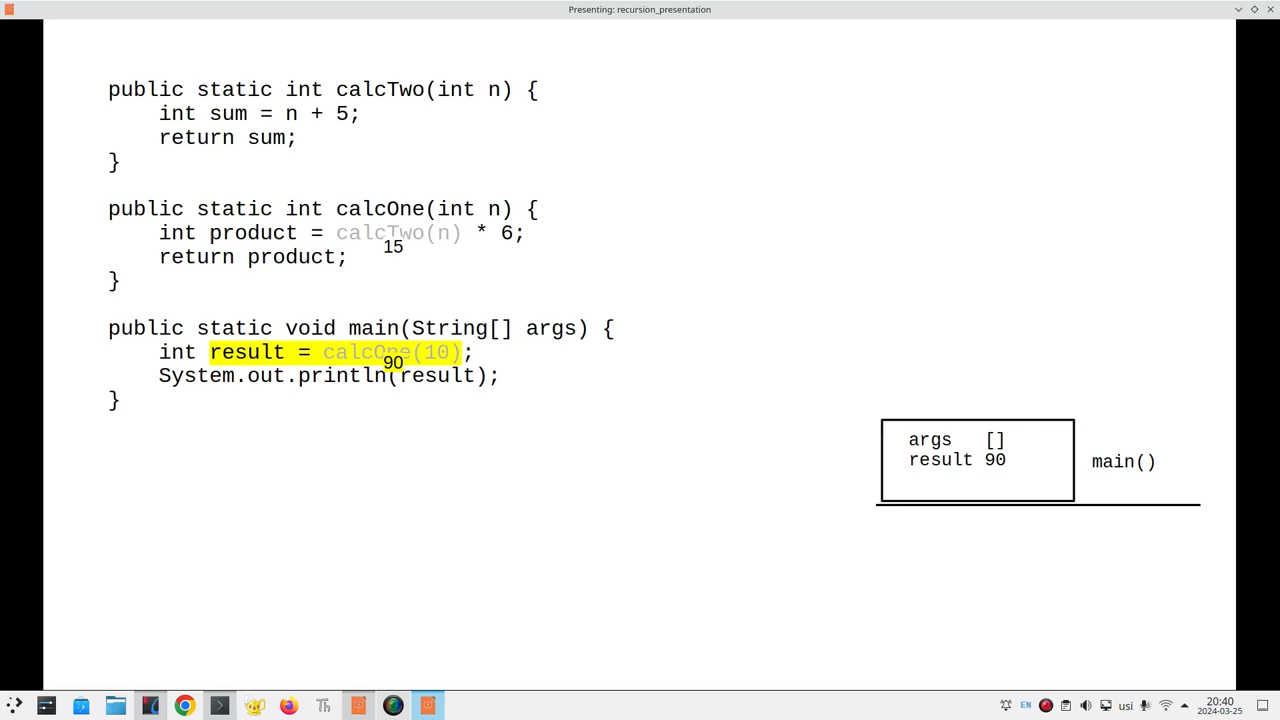 Presenting: recursion_presentation
public static int calcTwo(int n) {
int sum = n + 5;
return sum;
}
public static int calcOne(int n) {
int product = calcTwo(n) * 6;
15
return product;
}
public static void main(String[] args) {
int result = calcOne(10);
90
System.out.println(result);
}
args []
result 90
main()
Th
EN
usi
20:40
2024-03-25